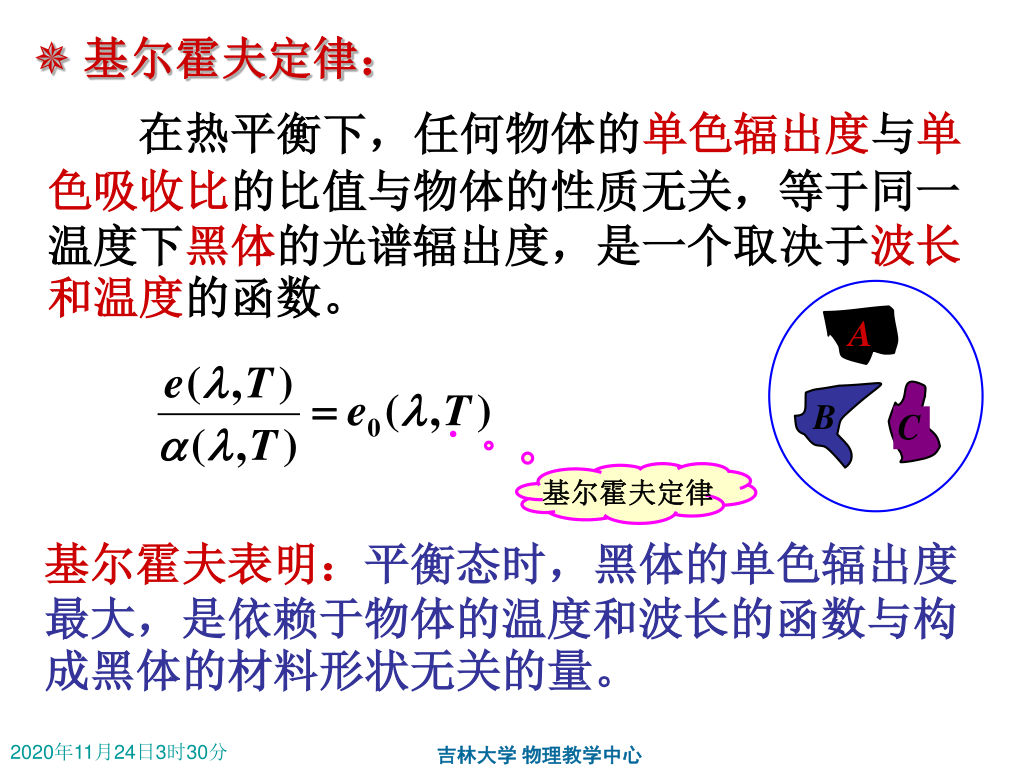 ✵ 基尔霍夫定律：
在热平衡下，任何物体的单色辐出度与单
色吸收比的比值与物体的性质无关，等于同一
温度下黑体的光谱辐出度，是一个取决于波长
和温度的函数。
A
B
C
e(λ,T)
α(λ,T)
= e₀(λ,T)
基尔霍夫定律
基尔霍夫表明：平衡态时，黑体的单色辐出度
最大，是依赖于物体的温度和波长的函数与构
成黑体的材料形状无关的量。
2020年11月24日3时30分
吉林大学 物理教学中心